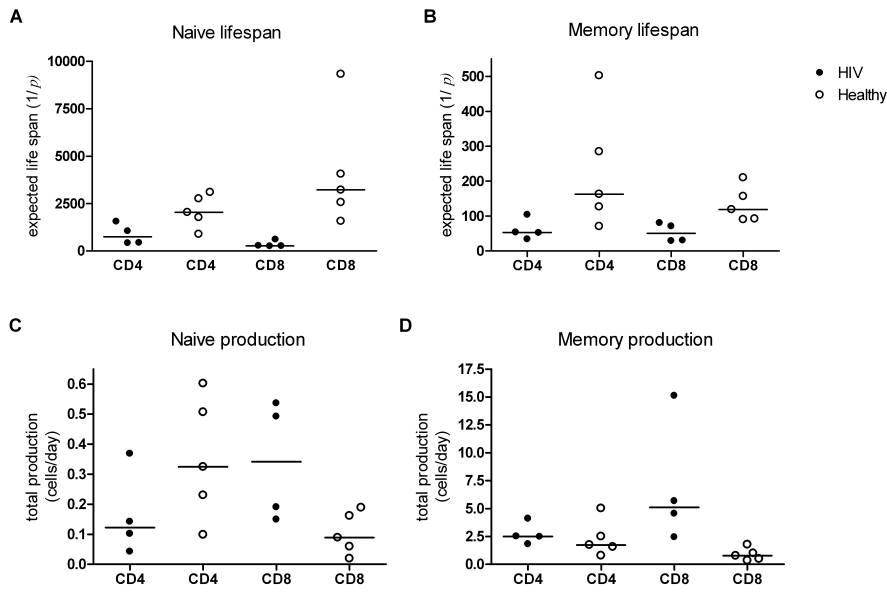 A
Naive lifespan
expected life span (1/ p)
10000
7500
5000
2500
0
CD4
CD4
CD8
CD8
B
Memory lifespan
expected life span (1/ p)
500
400
300
200
100
0
CD4
CD4
CD8
CD8
HIV
Healthy
C
Naive production
total production
(cells/day)
0.6
0.5
0.4
0.3
0.2
0.1
0.0
CD4
CD4
CD8
CD8
D
Memory production
total production
(cells/day)
17.5
15.0
12.5
10.0
7.5
5.0
2.5
0.0
CD4
CD4
CD8
CD8